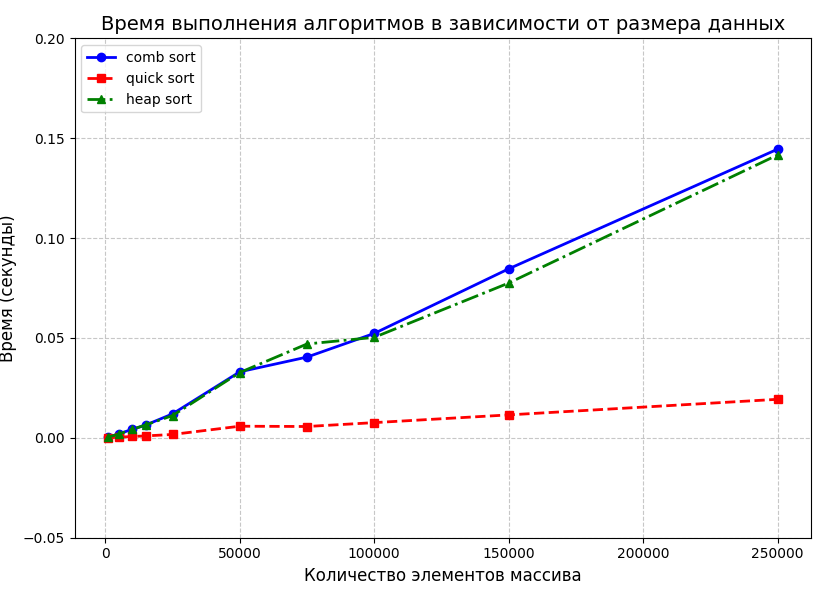 Время выполнения алгоритмов в зависимости от размера данных
comb sort
quick sort
heap sort
Время (секунды)
0.20
0.15
0.10
0.05
0.00
−0.05
0
50000
100000
150000
200000
250000
Количество элементов массива